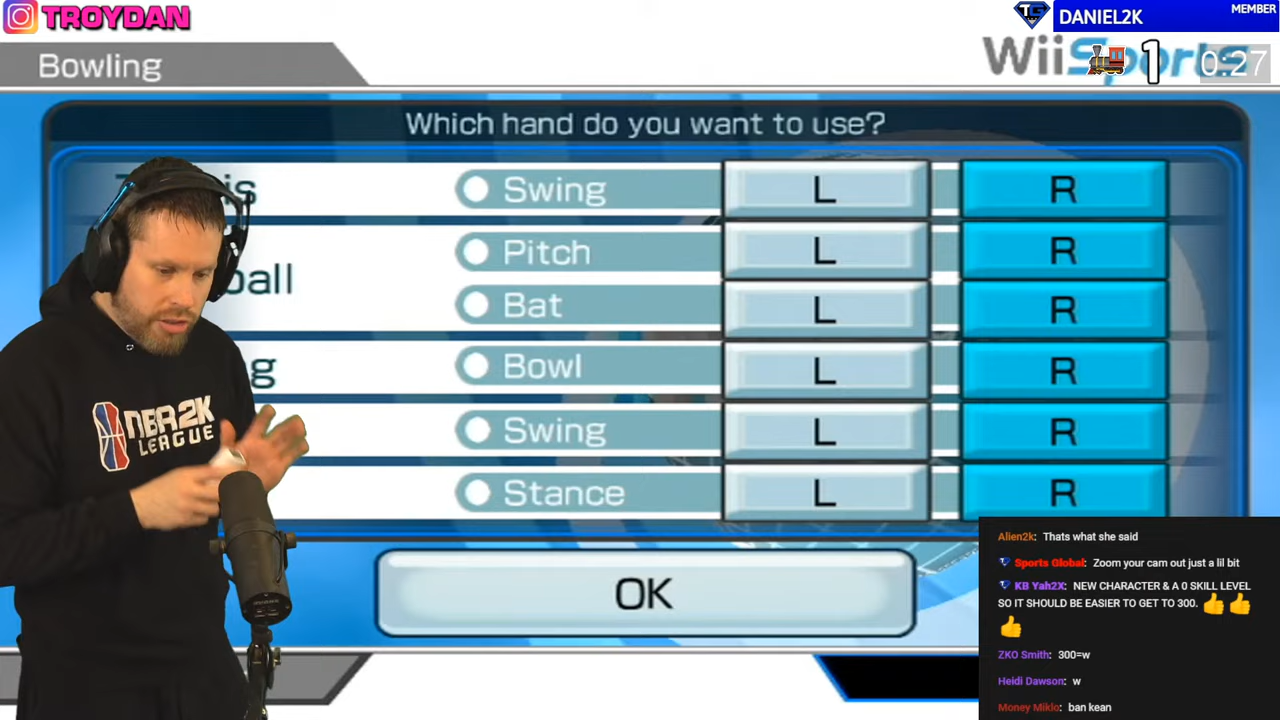 TROYDAN
DANIEL2K
MEMBER
Bowling
WiiSports
1
0:27
Which hand do you want to use?
Swing L R
Pitch L R
ball
Bat L R
Bowl L R
Swing L R
Stance L R
OK
NBA2K
LEAGUE
Alien2k: Thats what she said
Sports Global: Zoom your cam out just a lil bit
KB Yah2X: NEW CHARACTER & A 0 SKILL LEVEL
SO IT SHOULD BE EASIER TO GET TO 300. 👍👍
👍
ZKO Smith: 300=w
Heidi Dawson: w
Money Miklo: ban kean